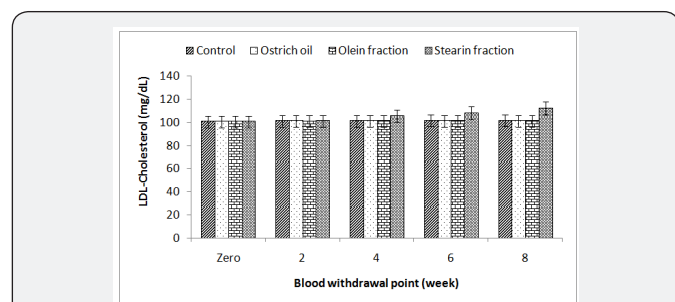 Control Ostrich oil Olein fraction Stearin fraction
LDL-Cholesterol (mg/dL)
140
120
100
80
60
40
20
0
Zero 2 4 6 8
Blood withdrawal point (week)